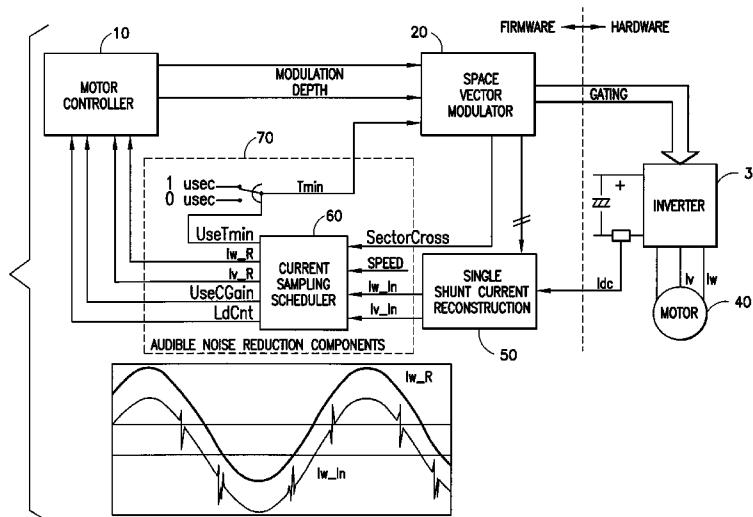 10
20
FIRMWARE
HARDWARE
MOTOR
CONTROLLER
MODULATION
DEPTH
SPACE
VECTOR
MODULATOR
GATING
70
1 usec
0 usec
Tmin
3
+
INVERTER
UseTmin
60
SectorCross
Iw_R
Iv_R
UseCGain
LdCnt
CURRENT
SAMPLING
SCHEDULER
SPEED
Iw_In
Iv_In
SINGLE
SHUNT CURRENT
RECONSTRUCTION
Idc
Iv
Iw
40
MOTOR
AUDIBLE NOISE REDUCTION COMPONENTS
50
Iw_R
Iw_In